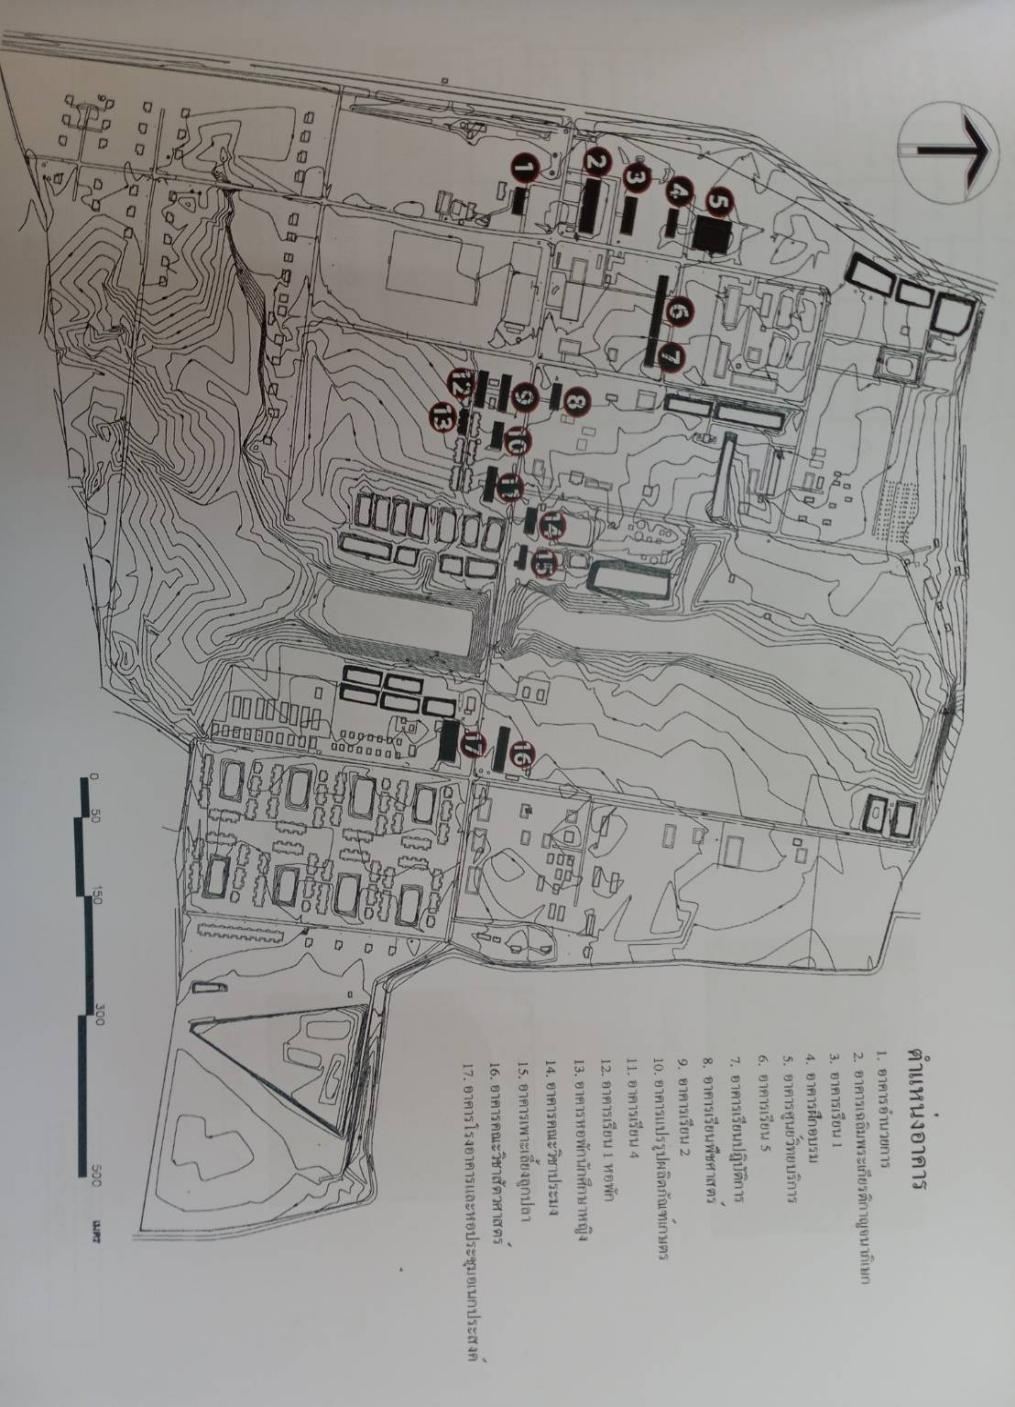 ตำแหน่งอาคาร
1. อาคารอำนวยการ
2. อาคารเฉลิมพระเกียรติกาญจนาภิเษก
3. อาคารเรียน 1
4. อาคารฝึกอบรม
5. อาคารศูนย์วิทยบริการ
6. อาคารเรียน 5
7. อาคารเรียนปฏิบัติการ
8. อาคารเรียนพืชศาสตร์
9. อาคารเรียน 2
10. อาคารแปรรูปผลิตภัณฑ์เกษตร
11. อาคารเรียน 4
12. อาคารเรียน 1 หอพัก
13. อาคารหอพักนักศึกษาหญิง
14. อาคารคณะวิชาประมง
15. อาคารเพาะเลี้ยงลูกปลา
16. อาคารคณะวิชาสัตวศาสตร์
17. อาคารโรงอาหารและหอประชุมอเนกประสงค์
1
2
3
4
5
6
7
8
9
10
11
12
13
14
15
16
17
0 50 150 300 500 เมตร